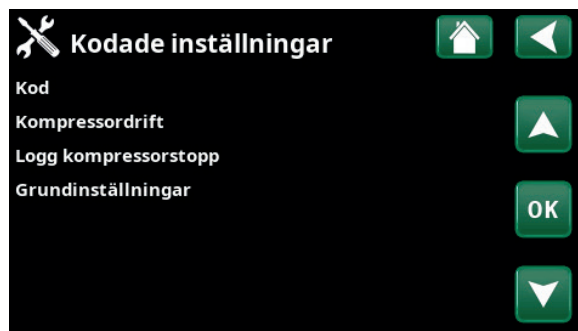 Kodade inställningar
Kod
Kompressordrift
Logg kompressorstopp
Grundinställningar
OK